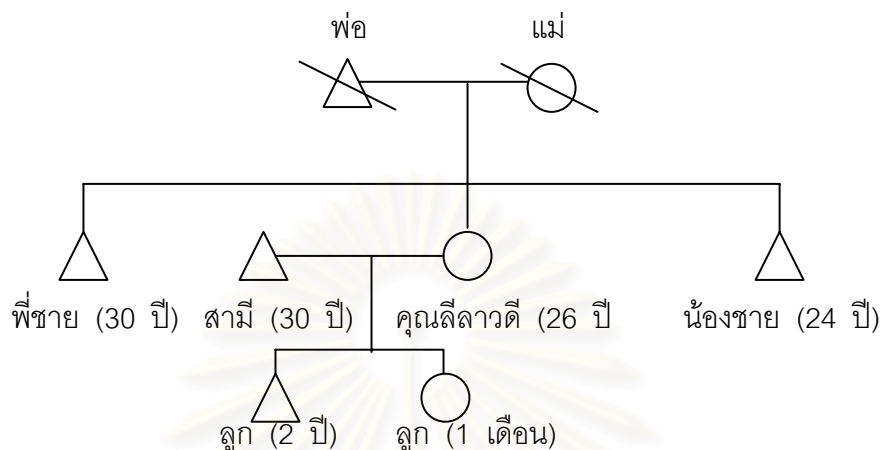 พ่อ แม่
พี่ชาย (30 ปี) สามี (30 ปี) คุณลีลาวดี (26 ปี น้องชาย (24 ปี)
ลูก (2 ปี) ลูก (1 เดือน)